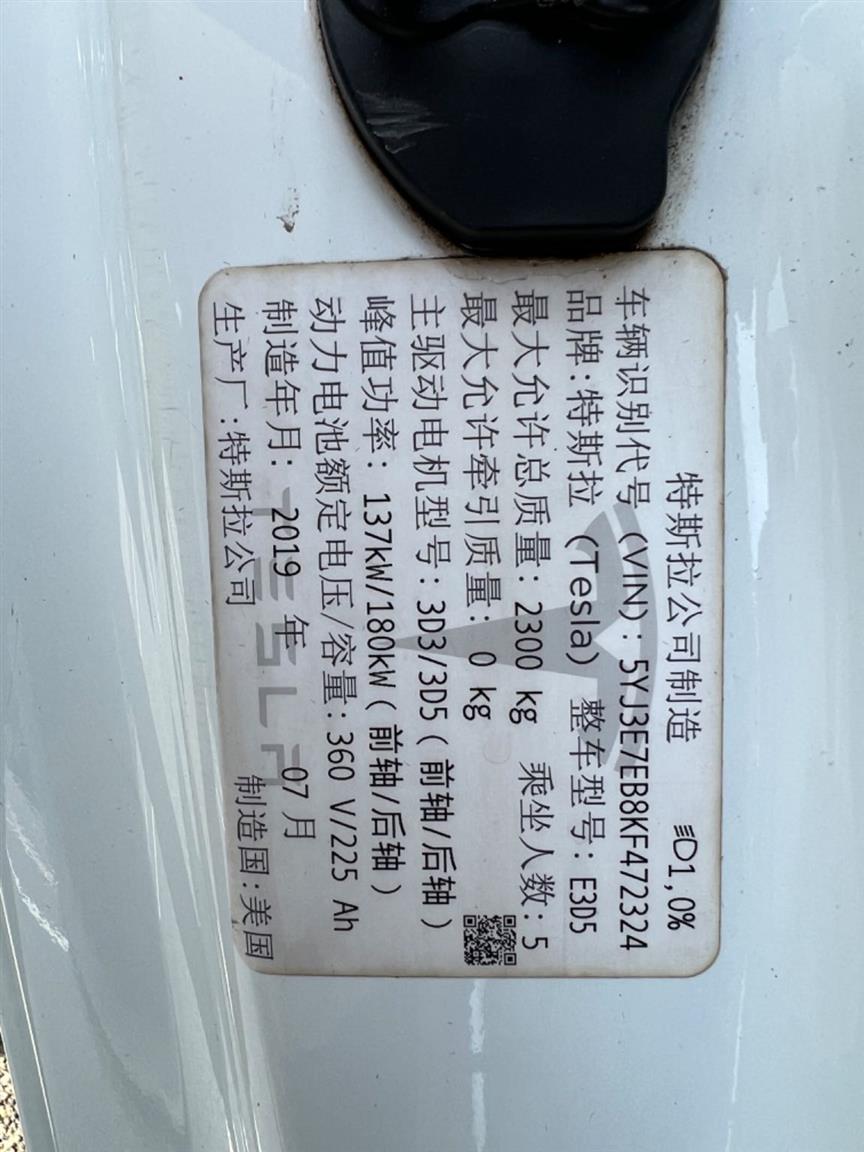 特斯拉公司制造 1,0%
车辆识别代号 (VIN): 5YJ3E7EB8KF472324
品牌:特斯拉 (Tesla) 整车型号: E3D5
最大允许总质量: 2300 kg 乘坐人数: 5
最大允许牵引质量: 0 kg
主驱动电机型号: 3D3/3D5 (前轴/后轴)
峰值功率: 137kW/180kW (前轴/后轴)
动力电池额定电压/容量: 360 V/225 Ah
制造年月: 2019 年 07 月
生产厂:特斯拉公司 制造国:美国
TESLA